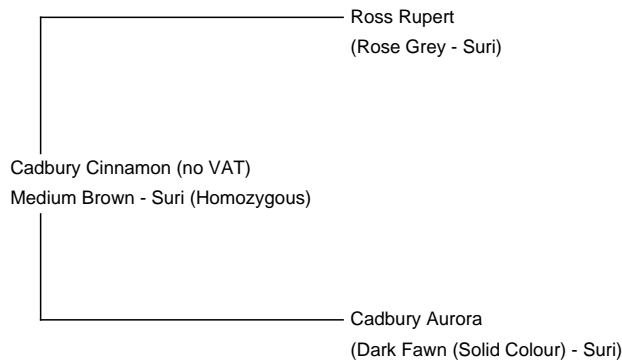 Ross Rupert
(Rose Grey - Suri)
Cadbury Cinnamon (no VAT)
Medium Brown - Suri (Homozygous)
Cadbury Aurora
(Dark Fawn (Solid Colour) - Suri)